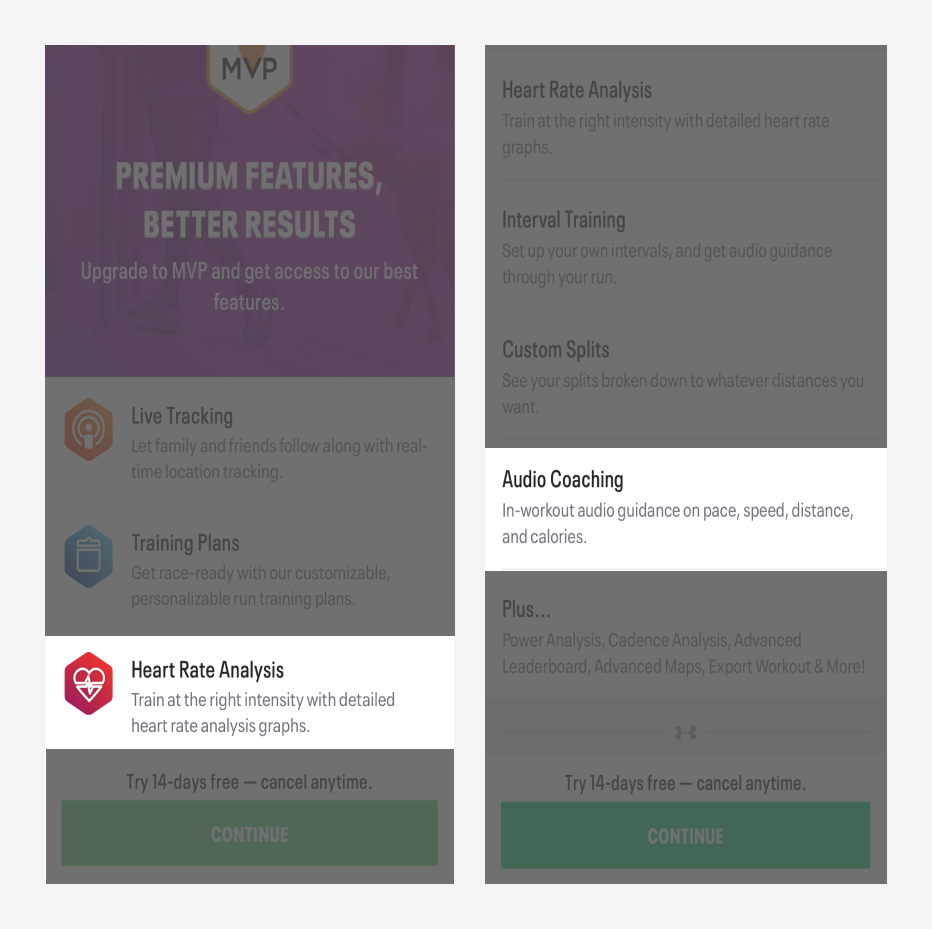 MVP
PREMIUM FEATURES,
BETTER RESULTS
Upgrade to MVP and get access to our best
features.
Live Tracking
Let family and friends follow along with real-
time location tracking.
Training Plans
Get race-ready with our customizable,
personalizable run training plans.
Heart Rate Analysis
Train at the right intensity with detailed
heart rate analysis graphs.
Try 14-days free — cancel anytime.
CONTINUE
Heart Rate Analysis
Train at the right intensity with detailed heart rate
graphs.
Interval Training
Set up your own intervals, and get audio guidance
through your run.
Custom Splits
See your splits broken down to whatever distances you
want.
Audio Coaching
In-workout audio guidance on pace, speed, distance,
and calories.
Plus...
Power Analysis, Cadence Analysis, Advanced
Leaderboard, Advanced Maps, Export Workout & More!
Try 14-days free — cancel anytime.
CONTINUE